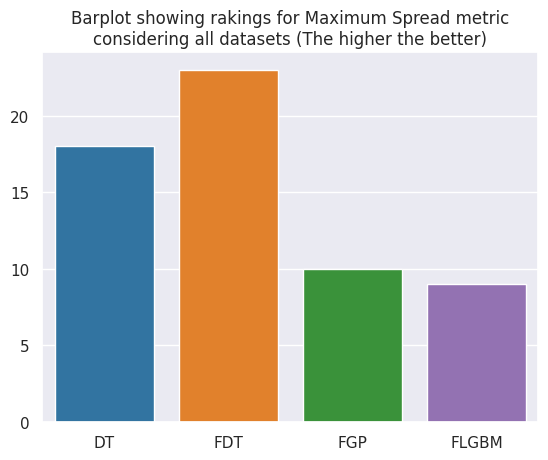 Barplot showing rakings for Maximum Spread metric
considering all datasets (The higher the better)
20
15
10
5
0
DT FDT FGP FLGBM